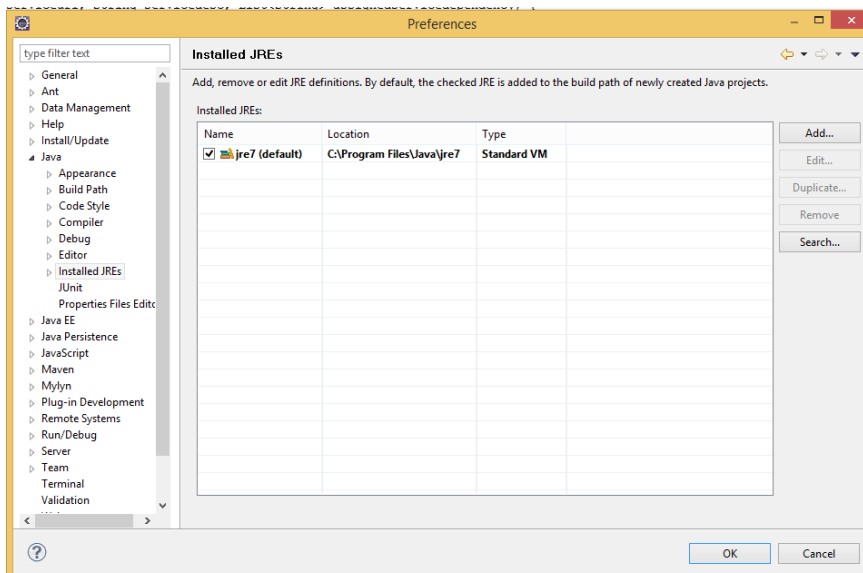 Preferences
type filter text
General
Ant
Data Management
Help
Install/Update
Java
Appearance
Build Path
Code Style
Compiler
Debug
Editor
Installed JREs
JUnit
Properties Files Edito
Java EE
Java Persistence
JavaScript
Maven
Mylyn
Plug-in Development
Remote Systems
Run/Debug
Server
Team
Terminal
Validation
Installed JREs
Add, remove or edit JRE definitions. By default, the checked JRE is added to the build path of newly created Java projects.
Installed JREs:
Name Location Type
jre7 (default) C:\Program Files\Java\jre7 Standard VM
Add...
Edit...
Duplicate...
Remove
Search...
OK Cancel